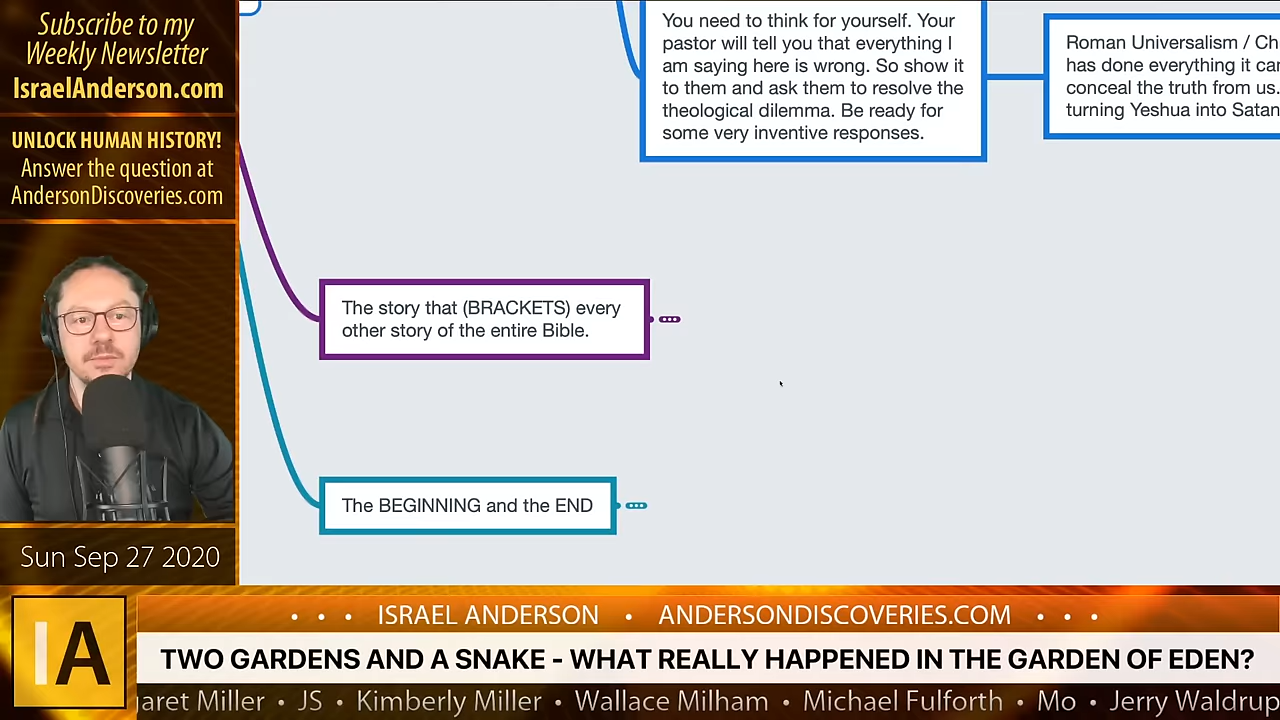 Subscribe to my
Weekly Newsletter
IsraelAnderson.com
UNLOCK HUMAN HISTORY!
Answer the question at
AndersonDiscoveries.com
You need to think for yourself. Your
pastor will tell you that everything I
am saying here is wrong. So show it
to them and ask them to resolve the
theological dilemma. Be ready for
some very inventive responses.
Roman Universalism /
has done everything it
conceal the truth from us.
turning Yeshua into Satan
The story that (BRACKETS) every
other story of the entire Bible.
The BEGINNING and the END
Sun Sep 27 2020
IA
• • • ISRAEL ANDERSON • ANDERSONDISCOVERIES.COM • • •
TWO GARDENS AND A SNAKE - WHAT REALLY HAPPENED IN THE GARDEN OF EDEN?
Miller • JS • Kimberly Miller • Wallace Milham • Michael Fulforth • Mo • Jerry Waldrup